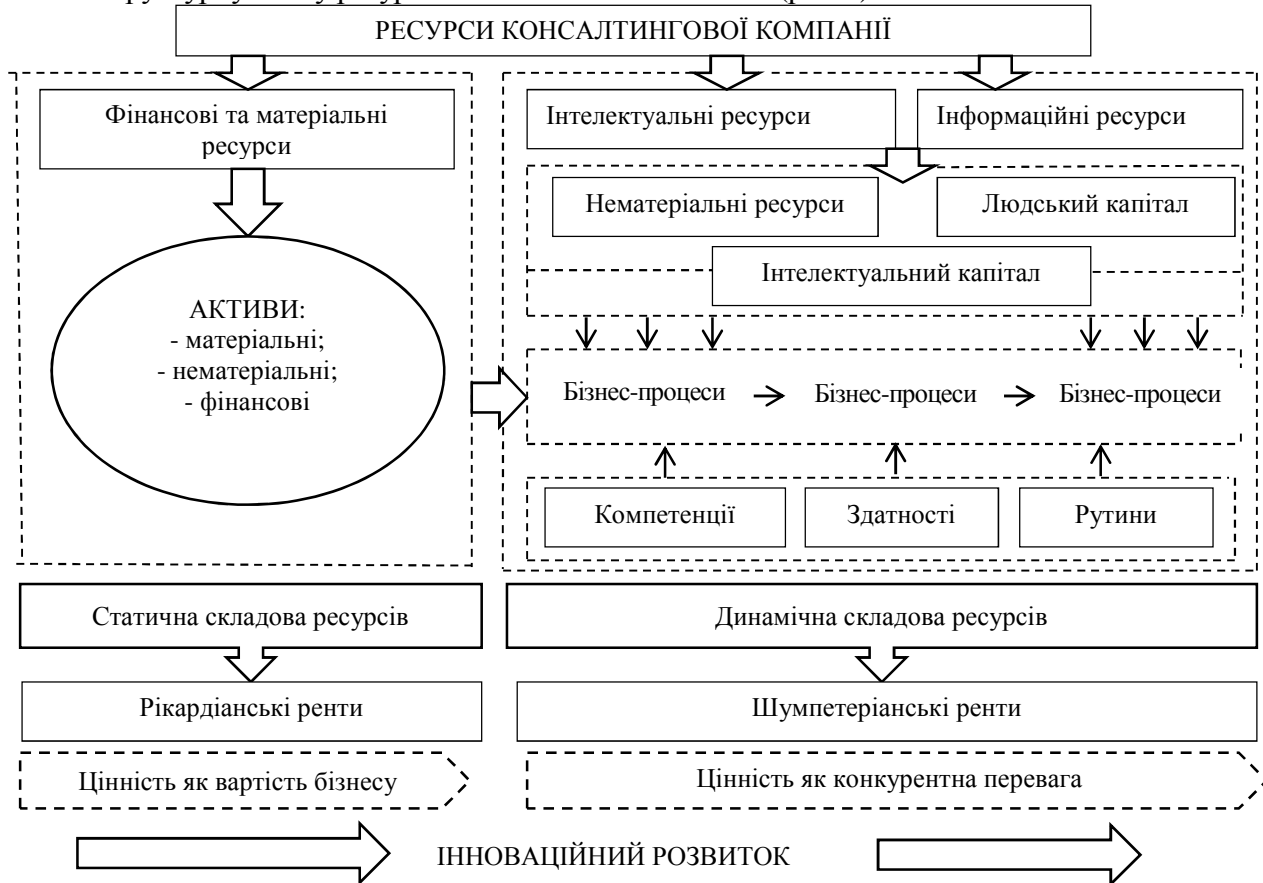 РЕСУРСИ КОНСАЛТИНГОВОЇ КОМПАНІЇ
Фінансові та матеріальні
ресурси
Інтелектуальні ресурси
Інформаційні ресурси
Нематеріальні ресурси
Людський капітал
Інтелектуальний капітал
АКТИВИ:
- матеріальні;
- нематеріальні;
- фінансові
Бізнес-процеси
Бізнес-процеси
Бізнес-процеси
Компетенції
Здатності
Рутини
Статична складова ресурсів
Динамічна складова ресурсів
Рікардіанські ренти
Шумпетеріанські ренти
Цінність як вартість бізнесу
Цінність як конкурентна перевага
ІННОВАЦІЙНИЙ РОЗВИТОК